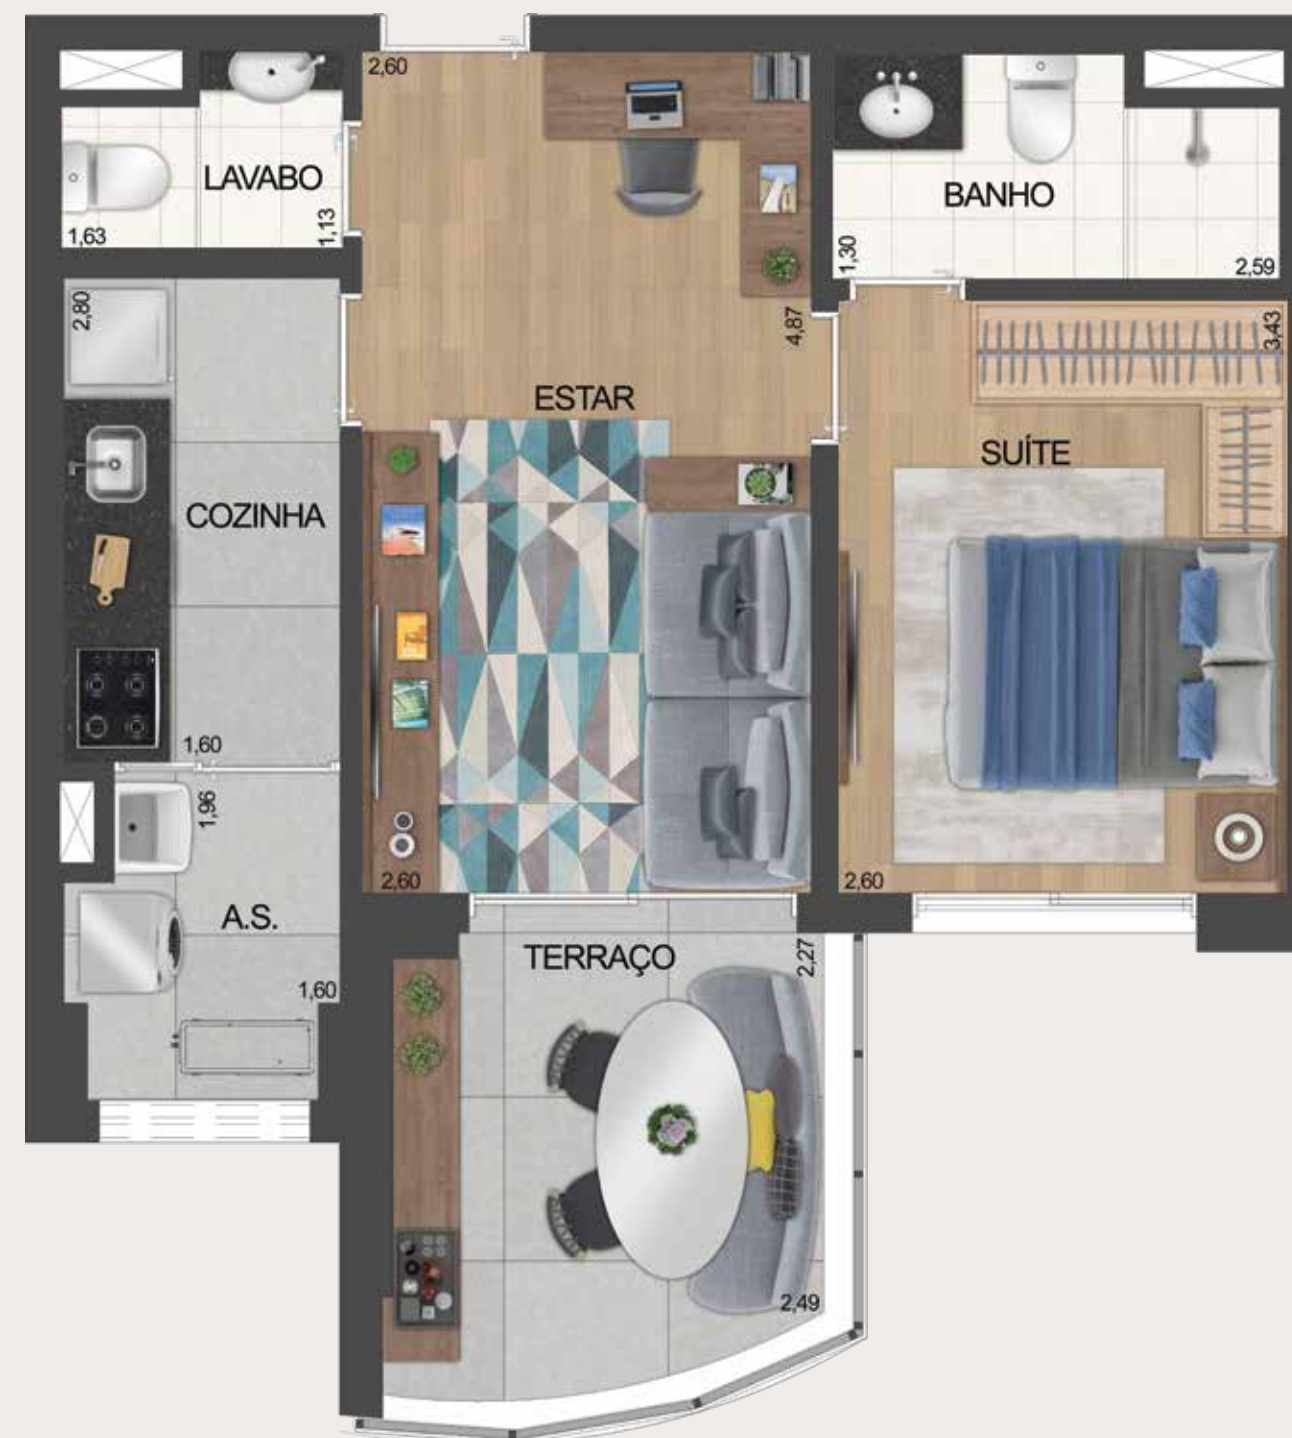 2,60
LAVABO
1,63
1,13
BANHO
1,30
2,59
2,80
4,87
3,43
ESTAR
SUÍTE
COZINHA
1,60
1,96
2,60
2,60
A.S.
1,60
TERRAÇO
2,27
2,49